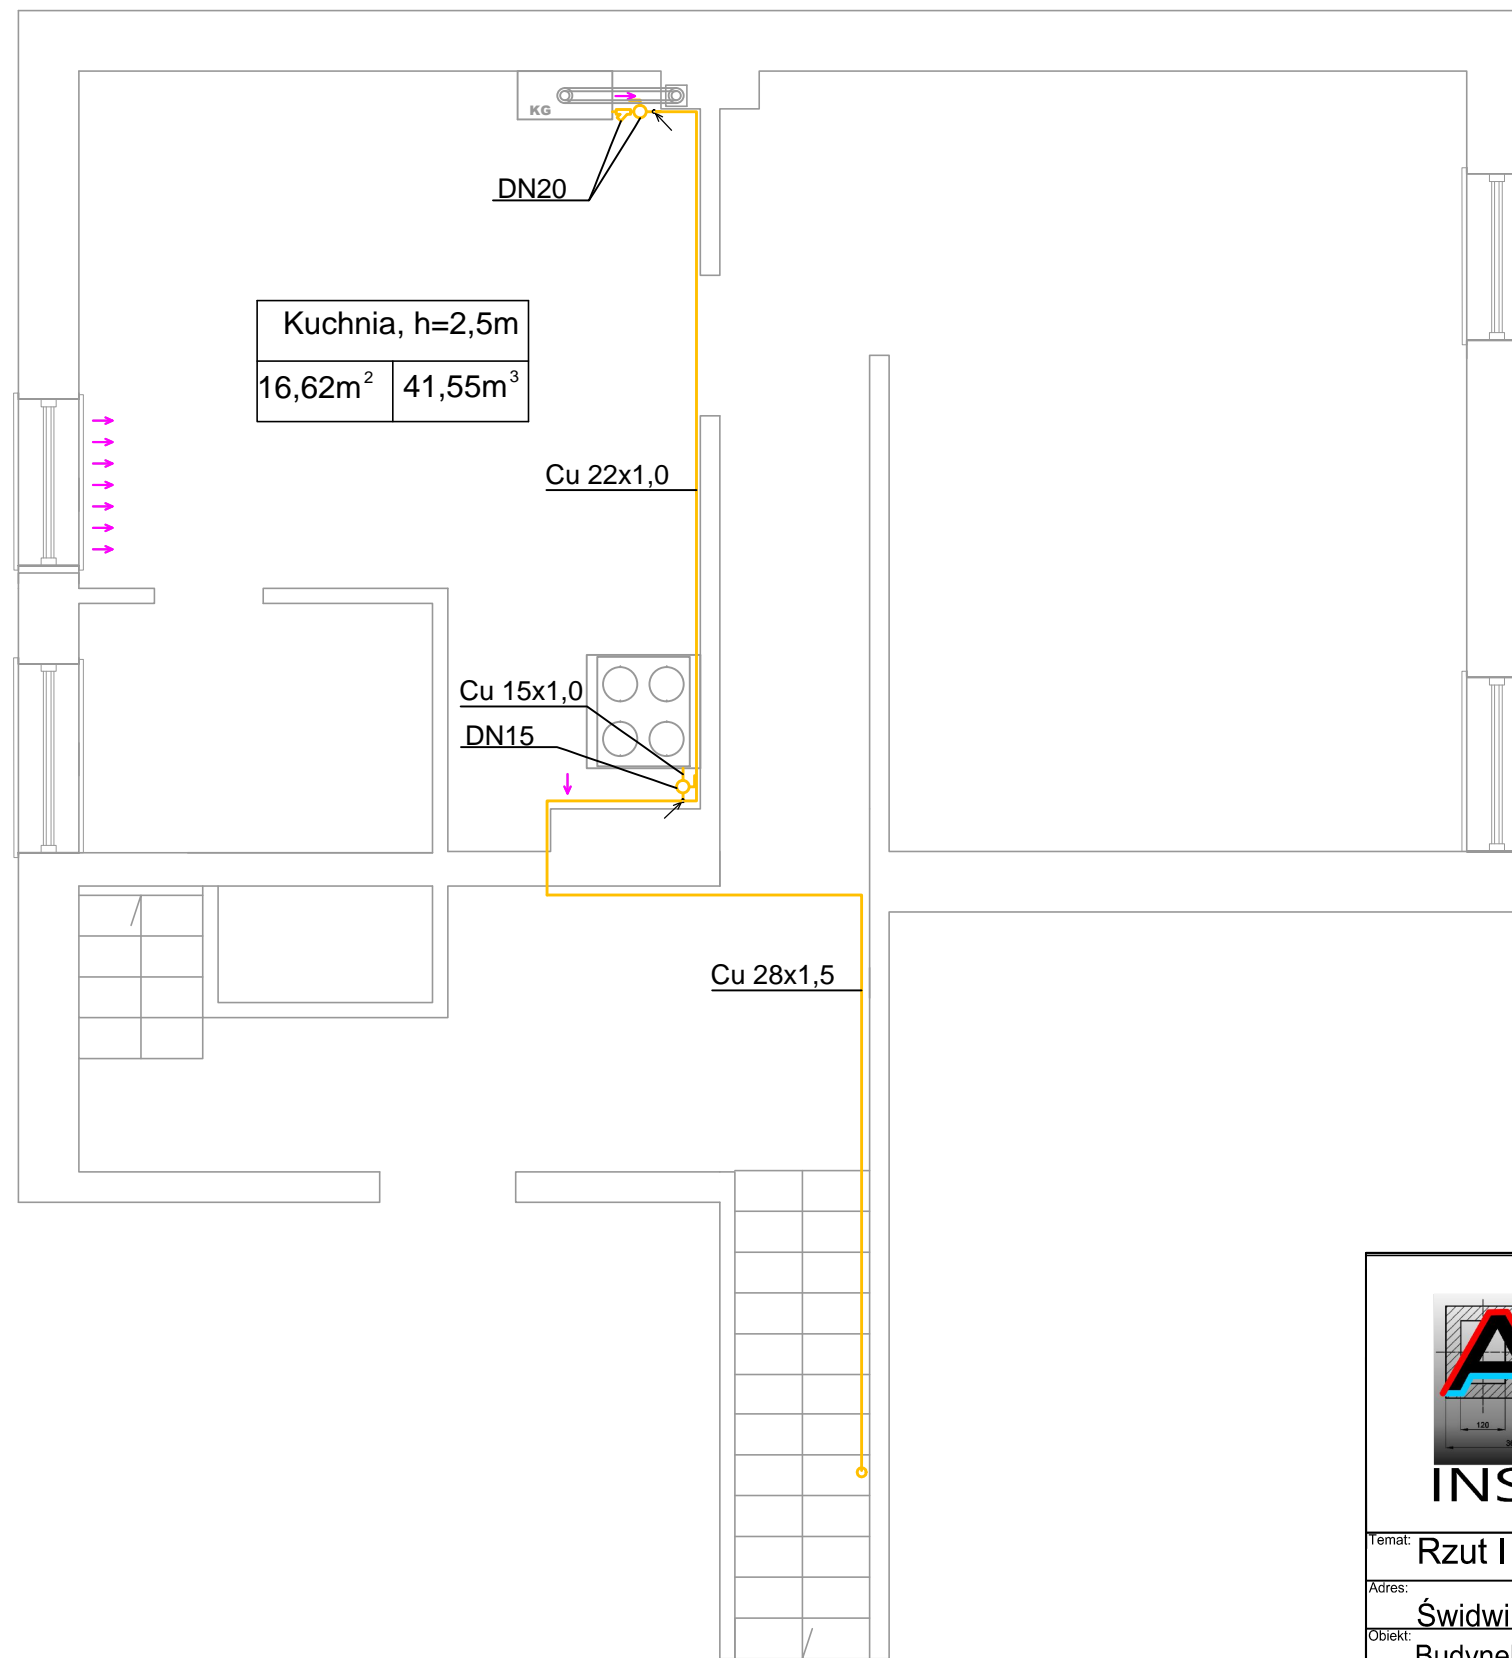 KG
DN20
Kuchnia, h=2,5m
16,62m² 41,55m³
Cu 22x1,0
Cu 15x1,0
DN15
Cu 28x1,5
120
INS
Temat: Rzut I
Adres:
Świdwi
Obiekt: